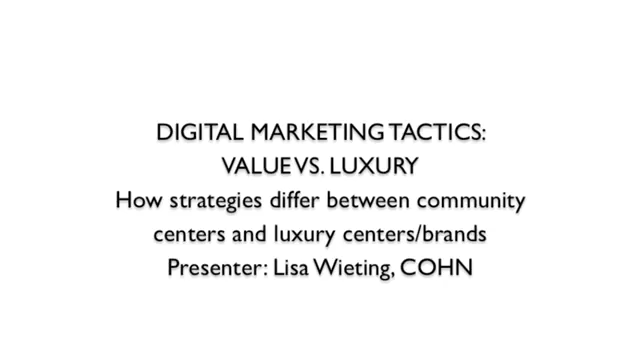 DIGITAL MARKETING TACTICS:
VALUE VS. LUXURY
How strategies differ between community
centers and luxury centers/brands
Presenter: Lisa Wieting, COHN